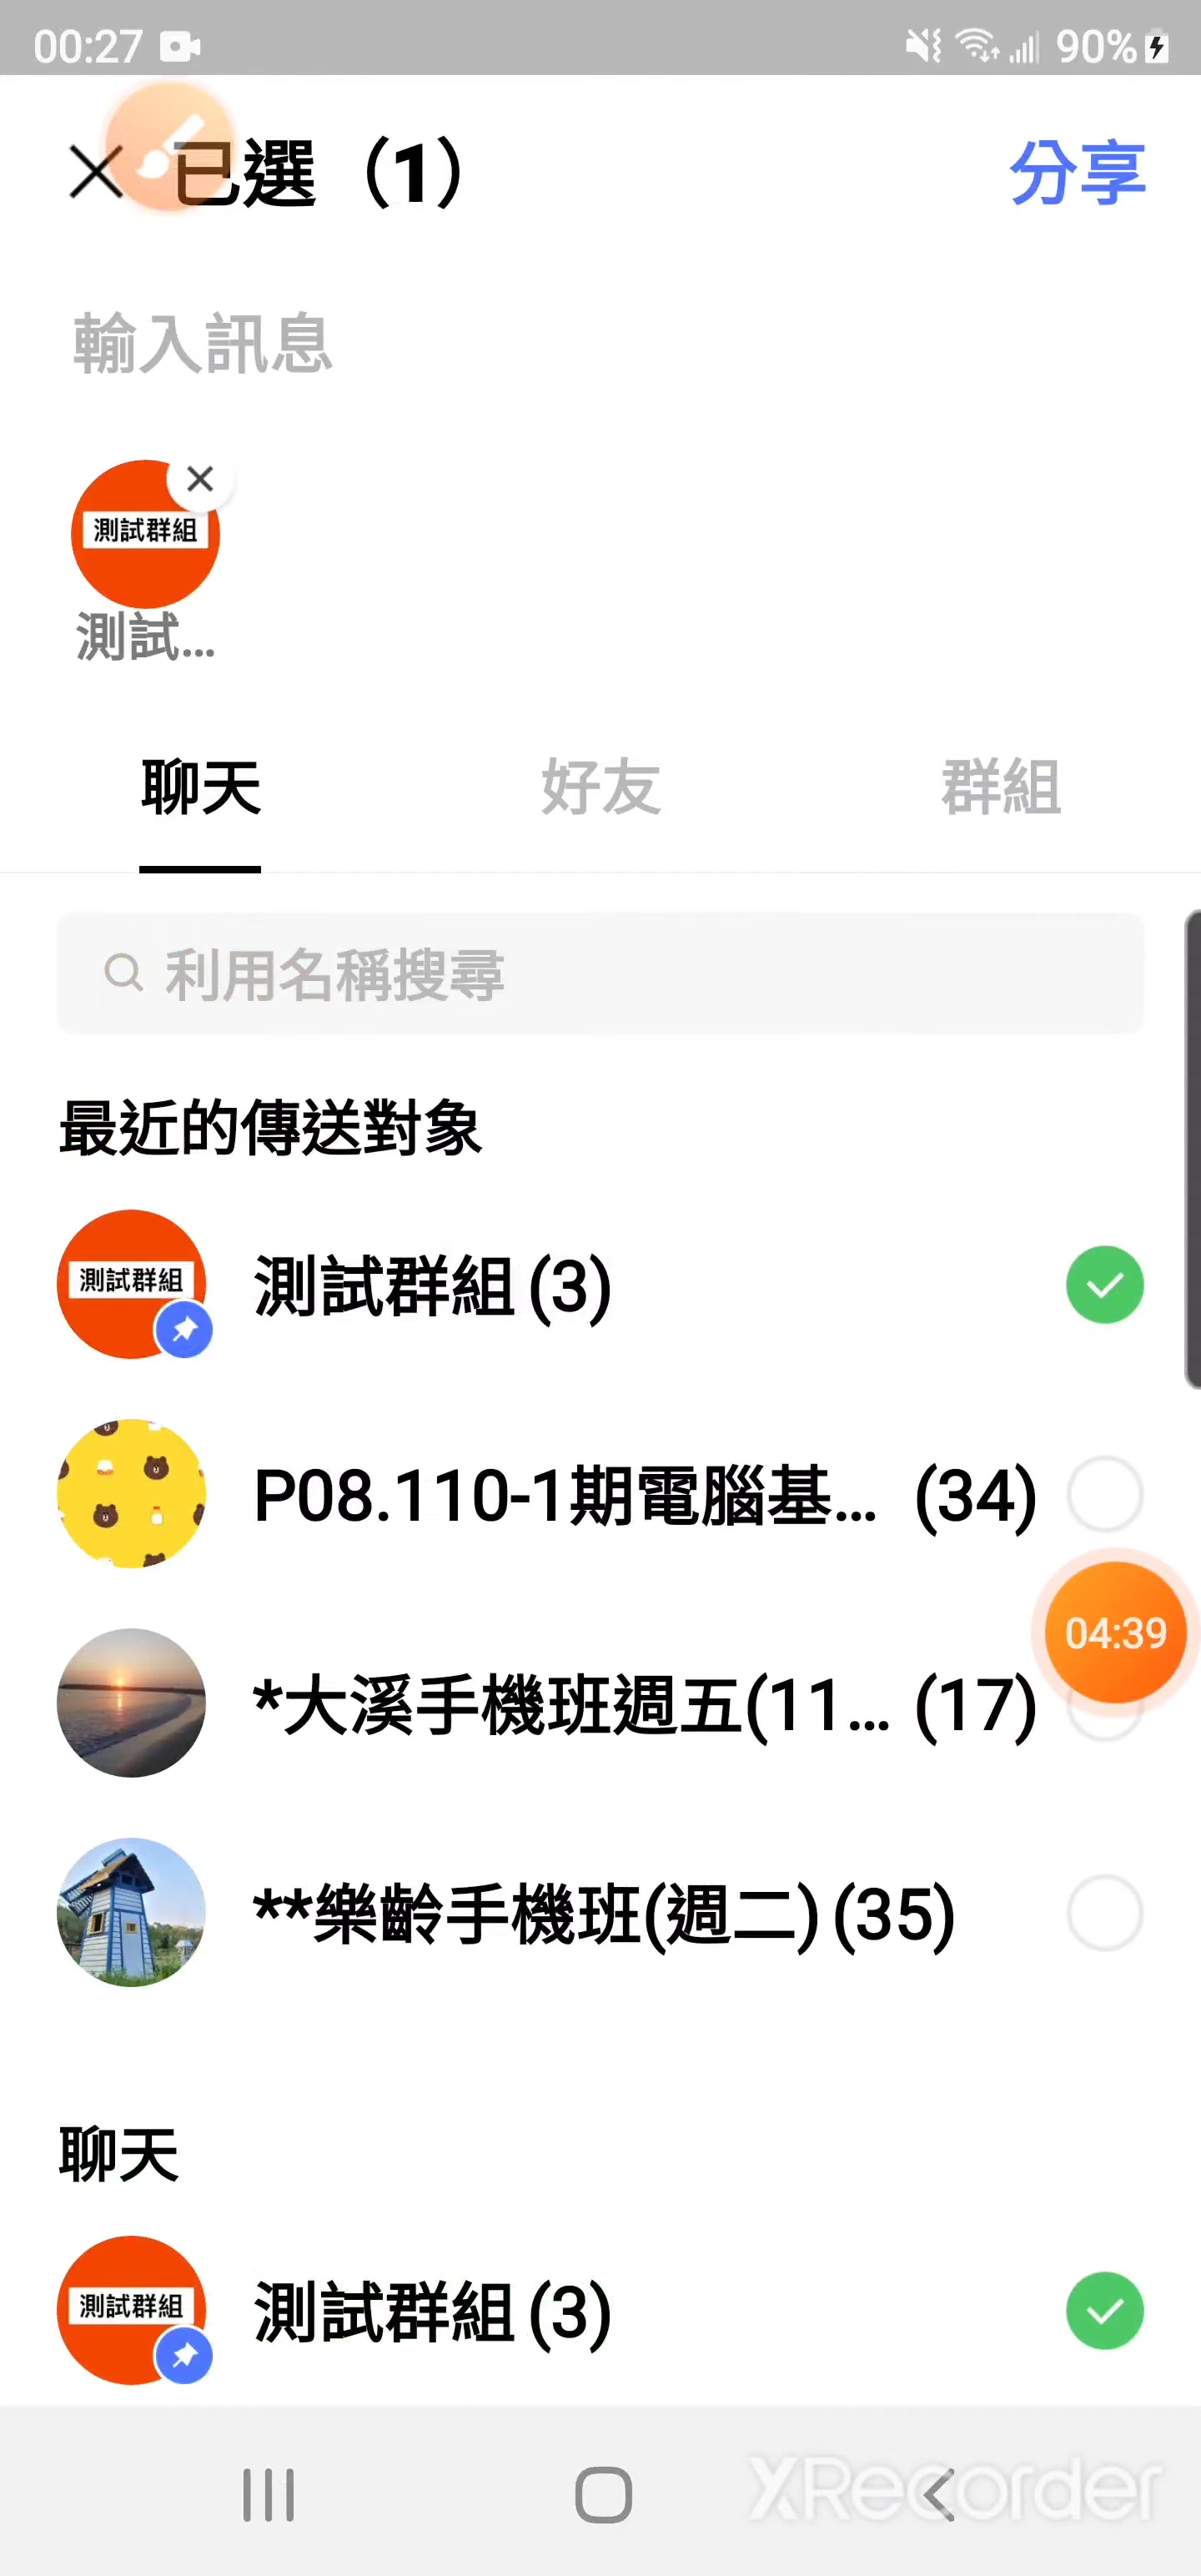 00:27
90%
已選（1）
分享
輸入訊息
測試群組
測試...
聊天
好友
群組
利用名稱搜尋
最近的傳送對象
測試群組
測試群組 (3)
P08.110-1期電腦基... (34)
04:39
*大溪手機班週五(11... (17)
**樂齡手機班(週二) (35)
聊天
測試群組
測試群組 (3)
XRecorder